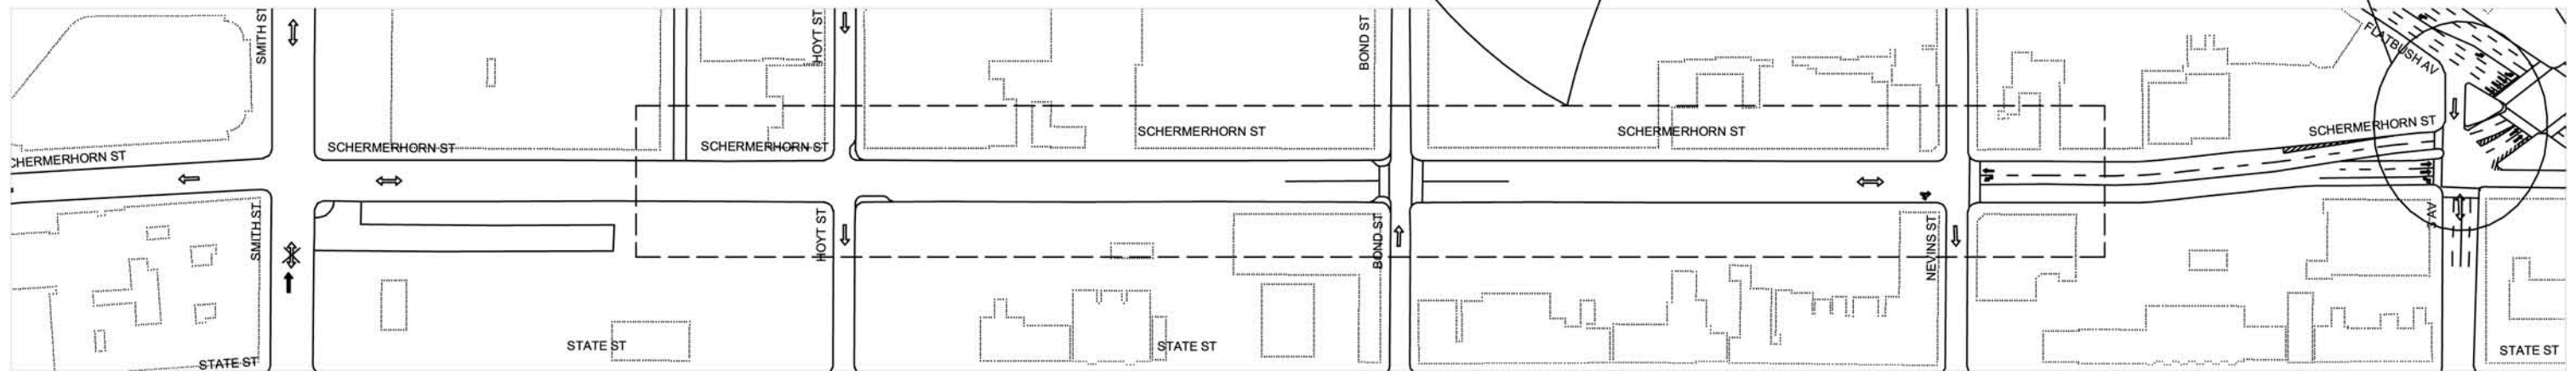 SMITH ST
HOYT ST
BOND ST
FLATBUSH AV
CHERMERHORN ST
SCHERMERHORN ST
SCHERMERHORN ST
SCHERMERHORN ST
SCHERMERHORN ST
SCHERMERHORN ST
SMITH ST
HOYT ST
BOND ST
NEVINS ST
AV
STATE ST
STATE ST
STATE ST
STATE ST